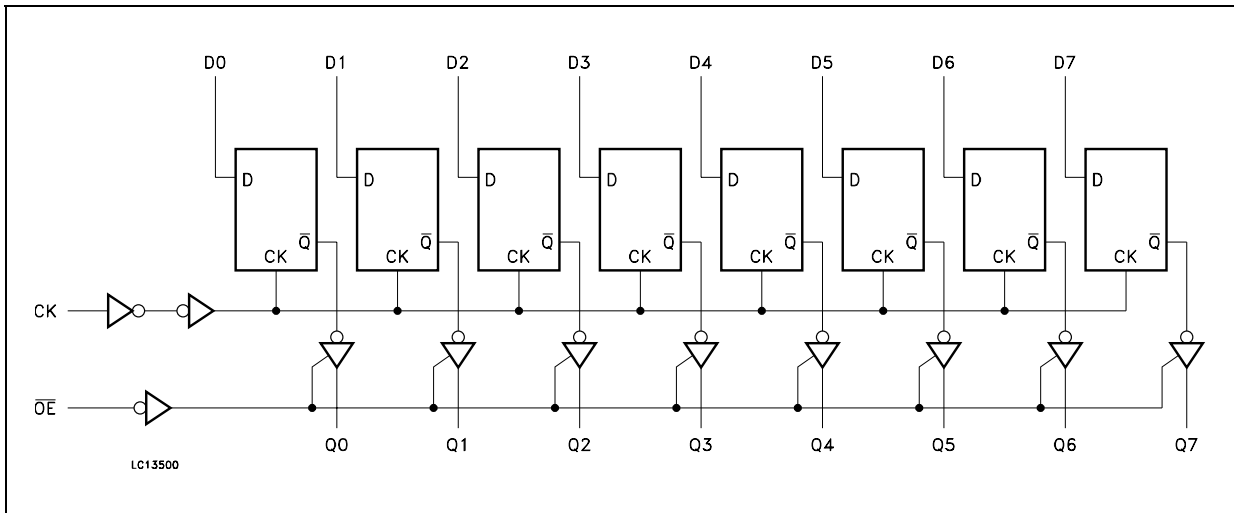 D0 D1 D2 D3 D4 D5 D6 D7
D D D D D D D D
Q̅ Q̅ Q̅ Q̅ Q̅ Q̅ Q̅ Q̅
CK CK CK CK CK CK CK CK
CK
O̅E̅
Q0 Q1 Q2 Q3 Q4 Q5 Q6 Q7
LC13500